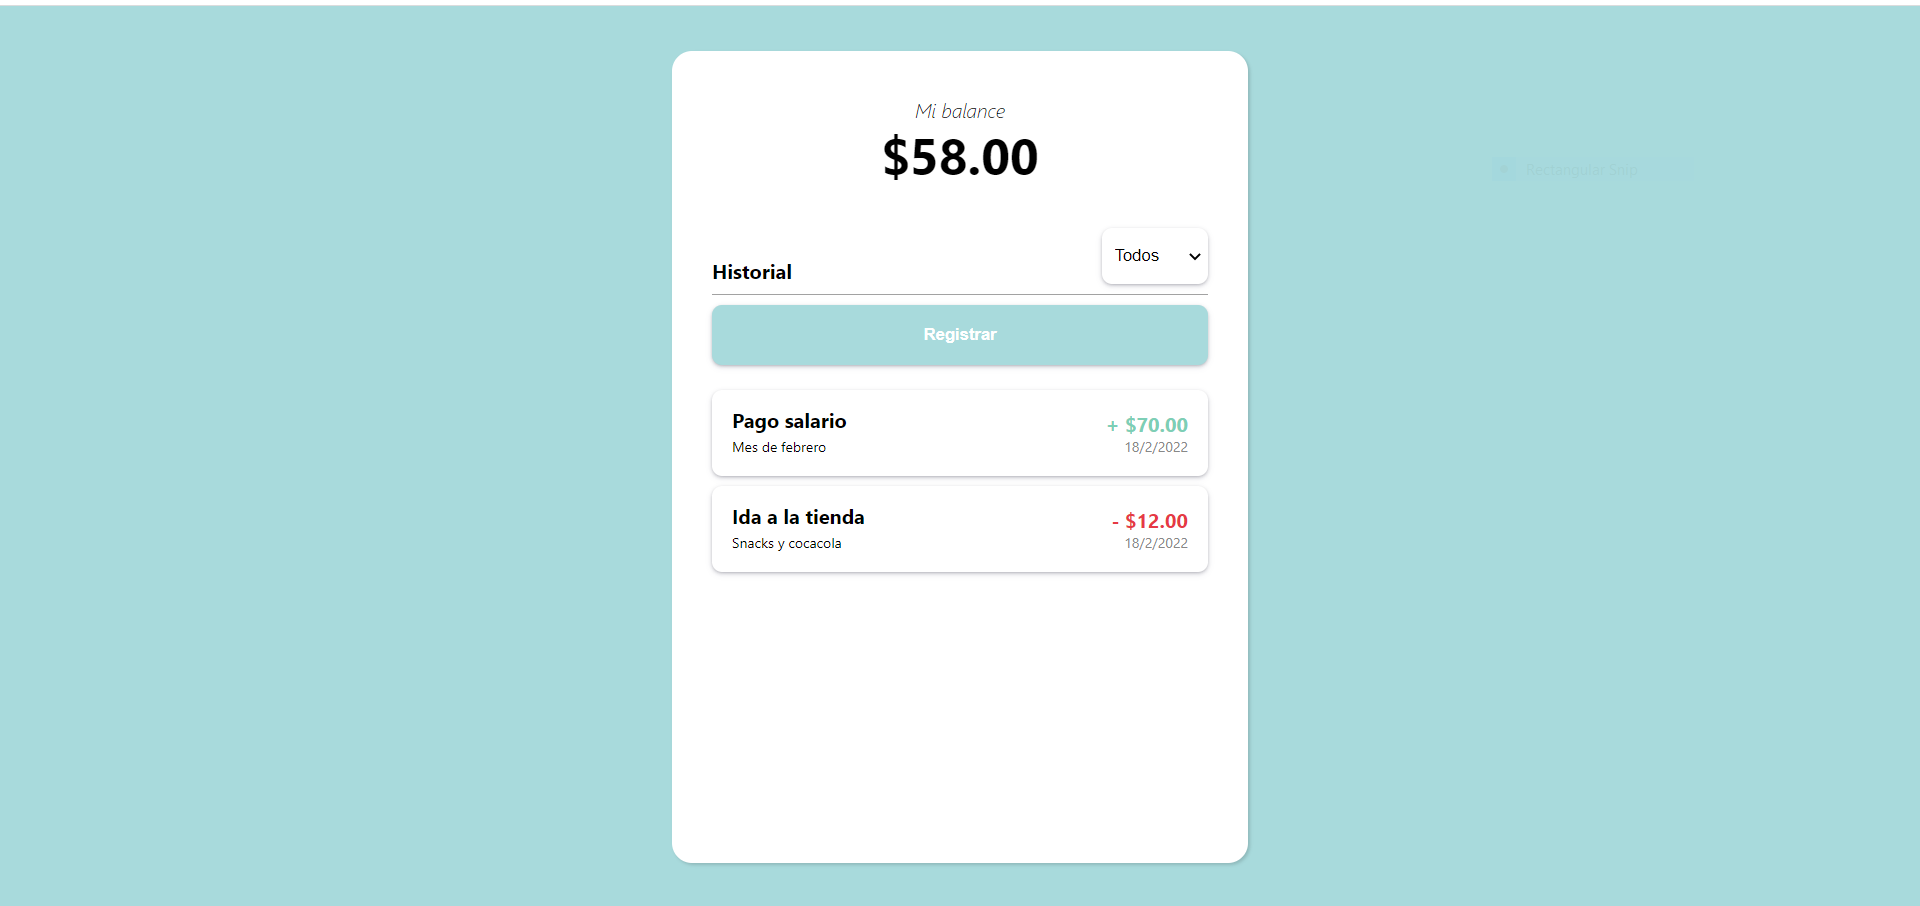 Mi balance
$58.00
Rectangular Snip
Todos
Historial
Registrar
Pago salario
+ $70.00
Mes de febrero
18/2/2022
Ida a la tienda
- $12.00
Snacks y cocacola
18/2/2022